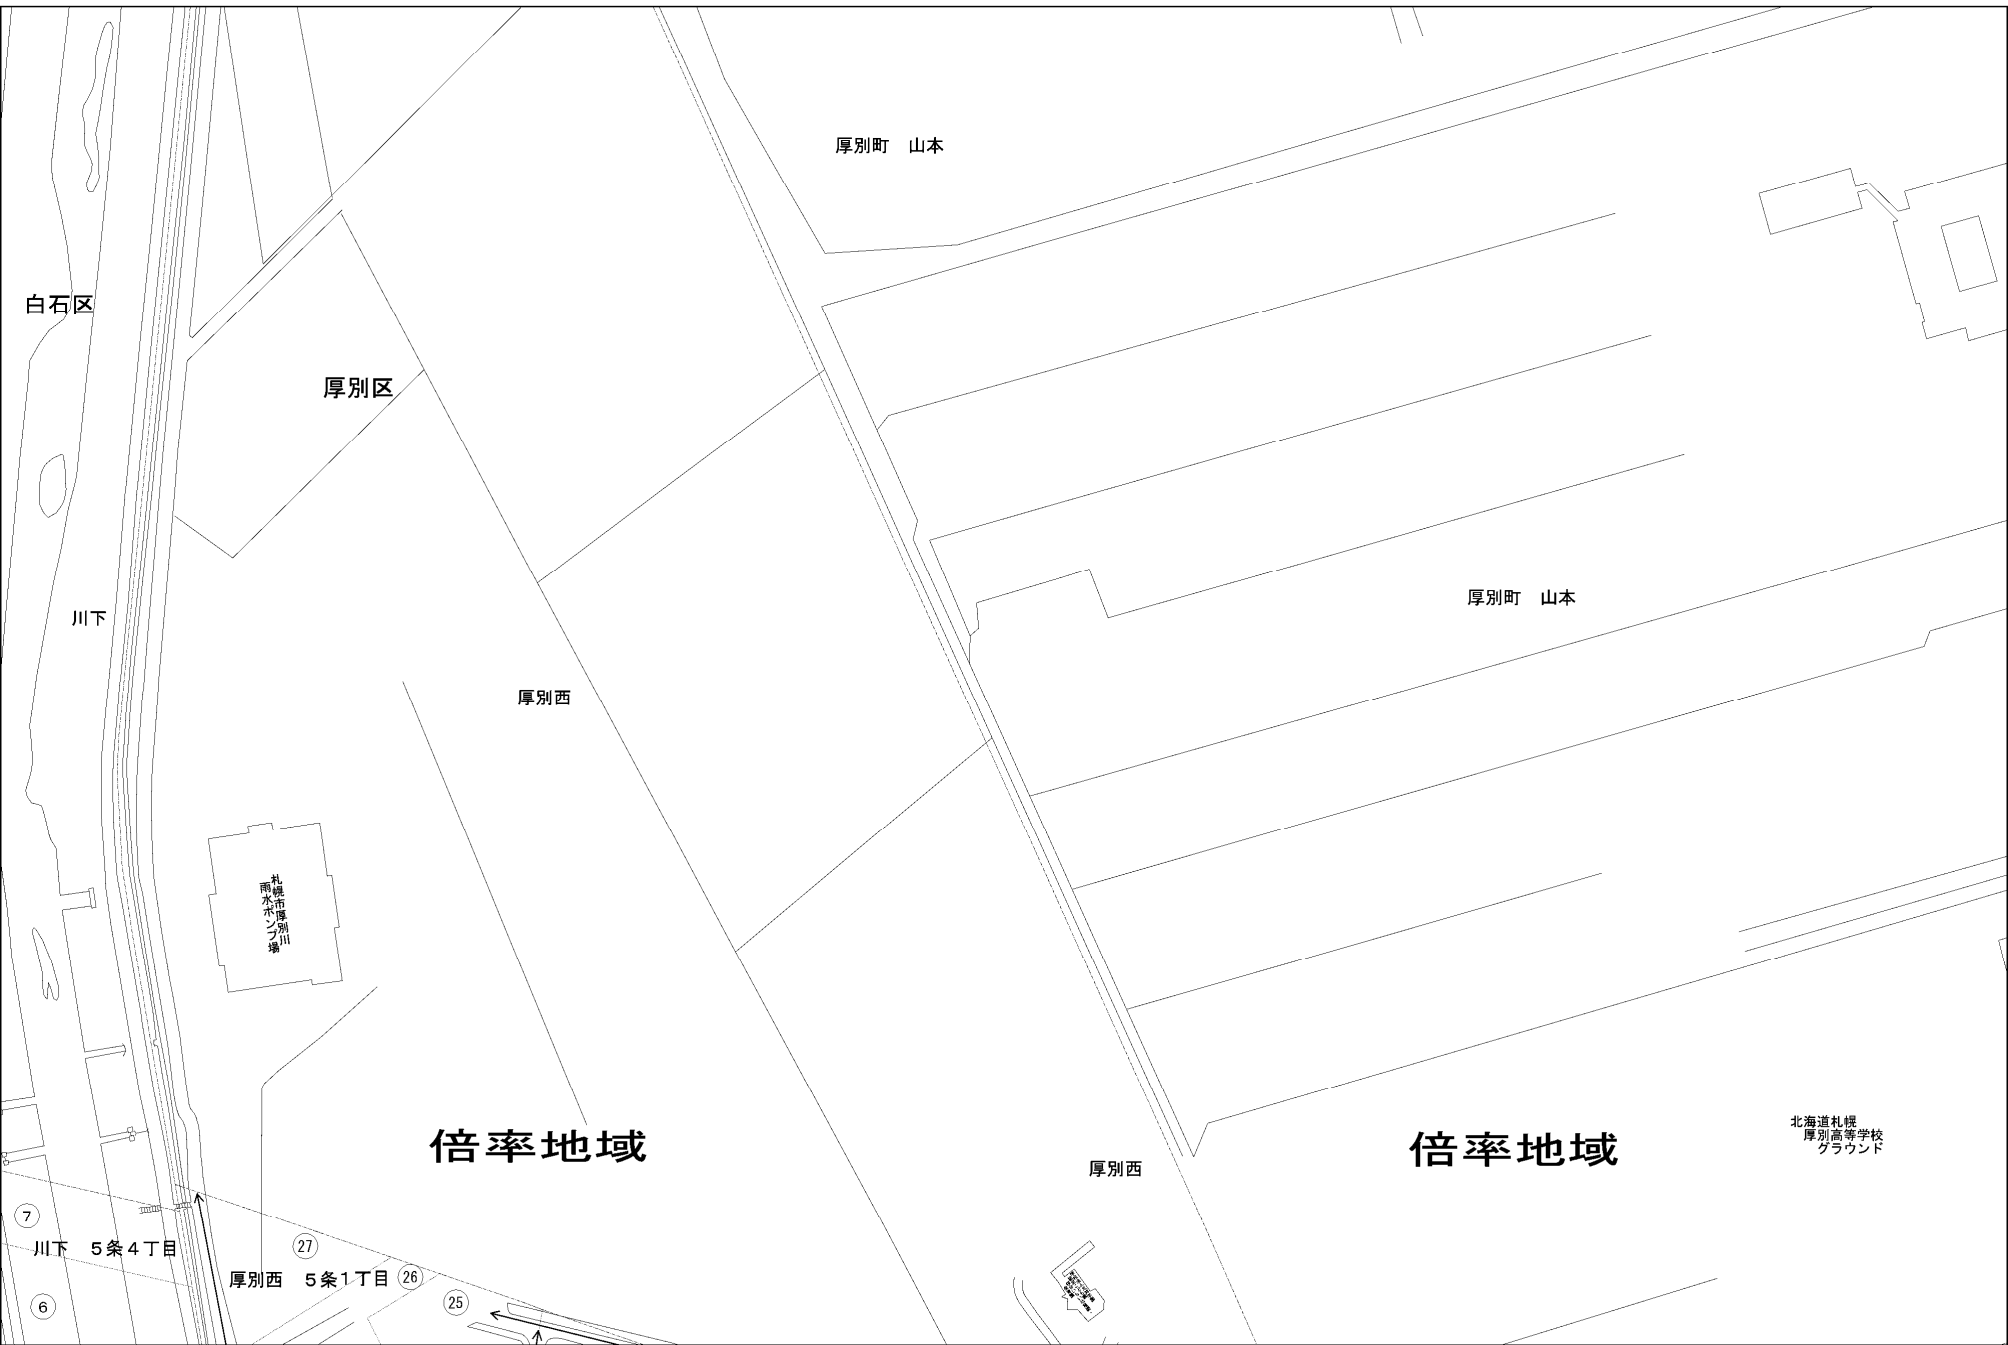 厚別町　山本
白石区
厚別区
川下
厚別町　山本
厚別西
札幌市厚別川
雨水ポンプ場
倍率地域
倍率地域
北海道札幌
厚別高等学校
グラウンド
厚別西
7
川下　５条４丁目
27
厚別西　５条１丁目
26
25
6